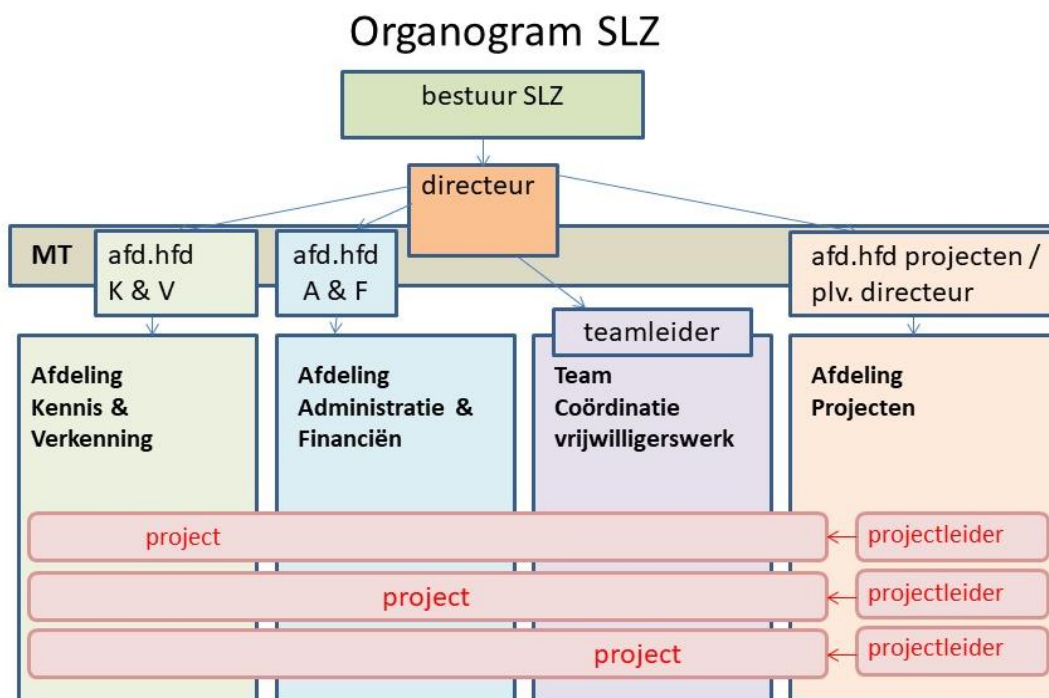 Organogram SLZ
bestuur SLZ
directeur
MT
afd.hfd
K & V
afd.hfd
A & F
afd.hfd projecten /
plv. directeur
teamleider
Afdeling
Kennis &
Verkenning
Afdeling
Administratie &
Financiën
Team
Coördinatie
vrijwilligerswerk
Afdeling
Projecten
project
projectleider
project
projectleider
project
projectleider